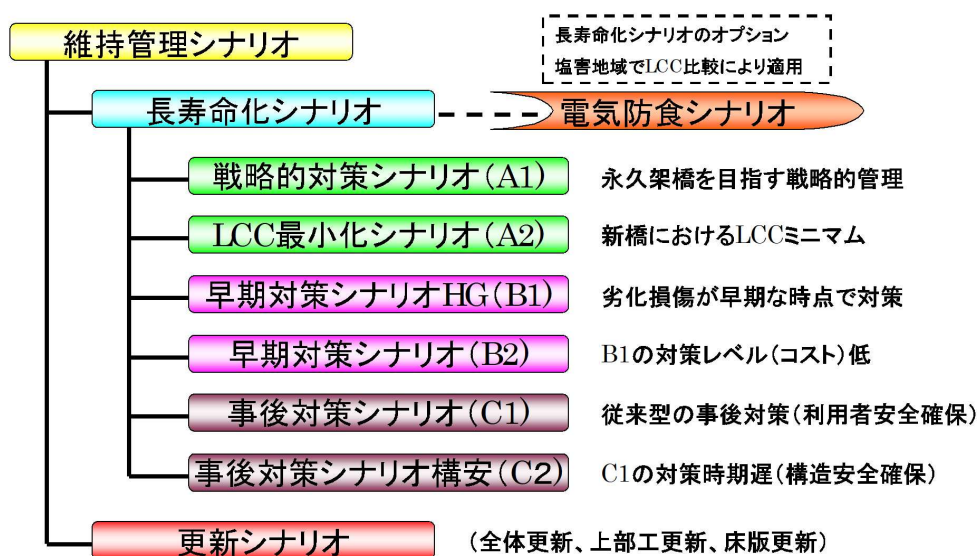 維持管理シナリオ
長寿命化シナリオのオプション
塩害地域でLCC比較により適用
長寿命化シナリオ
電気防食シナリオ
戦略的対策シナリオ(A1)
永久架橋を目指す戦略的管理
LCC最小化シナリオ(A2)
新橋におけるLCCミニマム
早期対策シナリオHG(B1)
劣化損傷が早期な時点で対策
早期対策シナリオ(B2)
B1の対策レベル(コスト)低
事後対策シナリオ(C1)
従来型の事後対策(利用者安全確保)
事後対策シナリオ構安(C2)
C1の対策時期遅(構造安全確保)
更新シナリオ
(全体更新、上部工更新、床版更新)